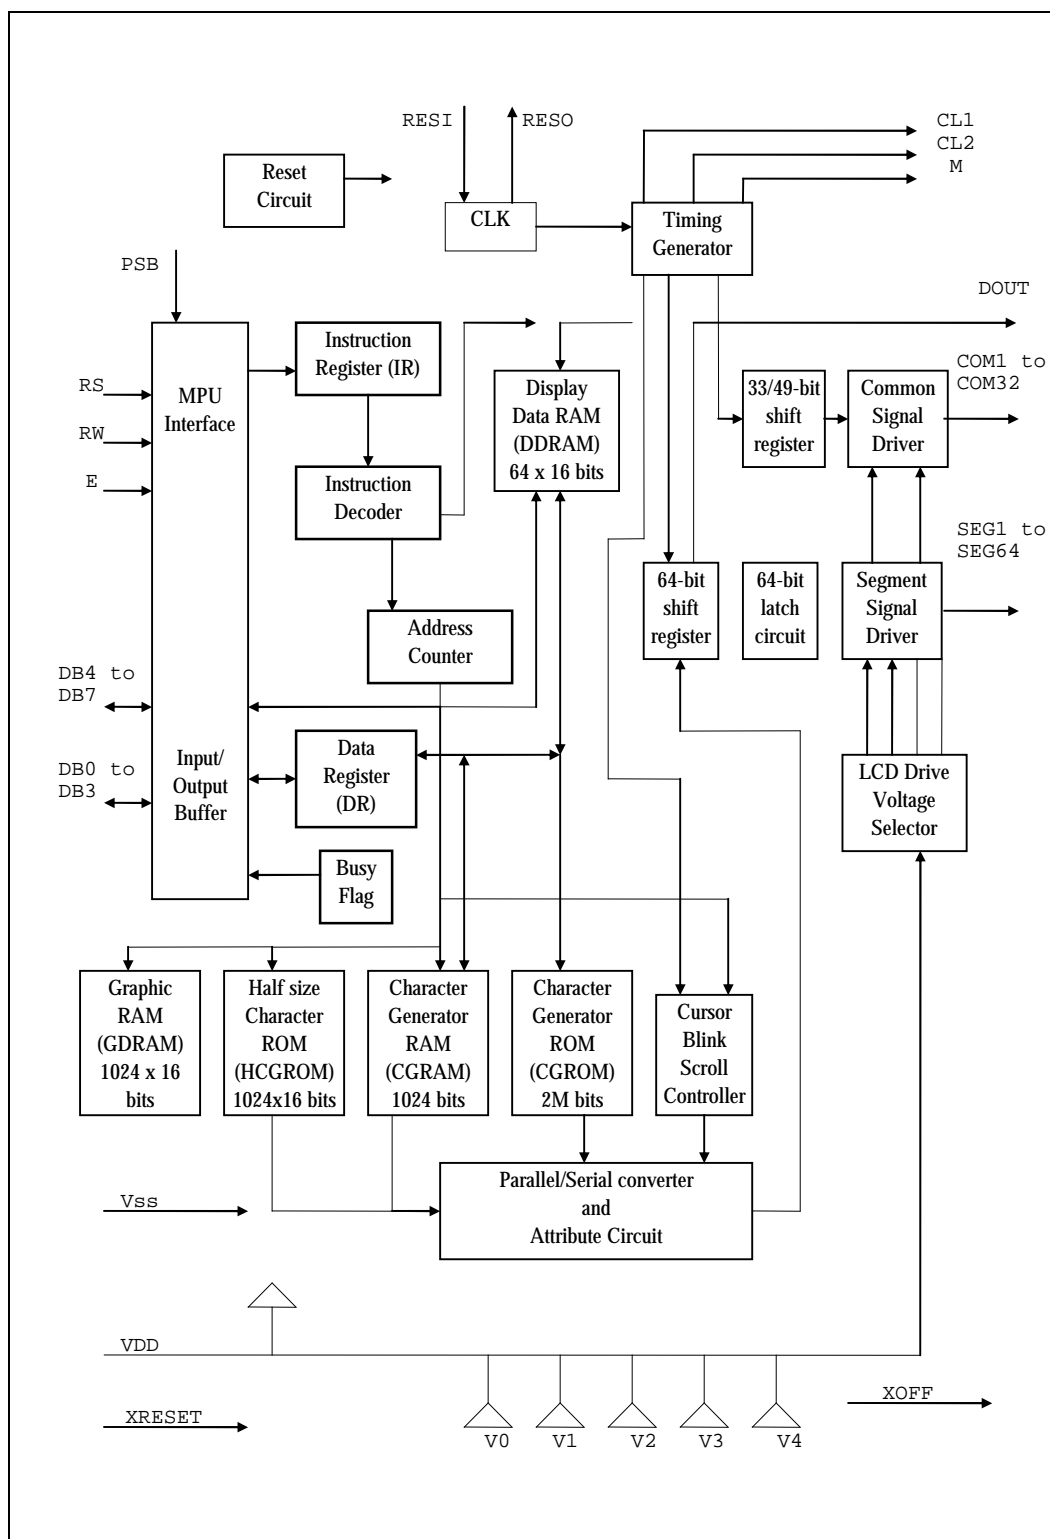 RESI
RESO
CL1
CL2
M
Reset
Circuit
CLK
Timing
Generator
PSB
DOUT
MPU
Interface
Input/
Output
Buffer
RS
RW
E
DB4 to
DB7
DB0 to
DB3
Instruction
Register (IR)
Instruction
Decoder
Address
Counter
Data
Register
(DR)
Busy
Flag
Display
Data RAM
(DDRAM)
64 x 16 bits
33/49-bit
shift
register
Common
Signal
Driver
COM1 to
COM32
64-bit
shift
register
64-bit
latch
circuit
Segment
Signal
Driver
SEG1 to
SEG64
LCD Drive
Voltage
Selector
Graphic
RAM
(GDRAM)
1024 x 16
bits
Half size
Character
ROM
(HCGROM)
1024x16 bits
Character
Generator
RAM
(CGRAM)
1024 bits
Character
Generator
ROM
(CGROM)
2M bits
Cursor
Blink
Scroll
Controller
Parallel/Serial converter
and
Attribute Circuit
Vss
VDD
XRESET
V0
V1
V2
V3
V4
XOFF